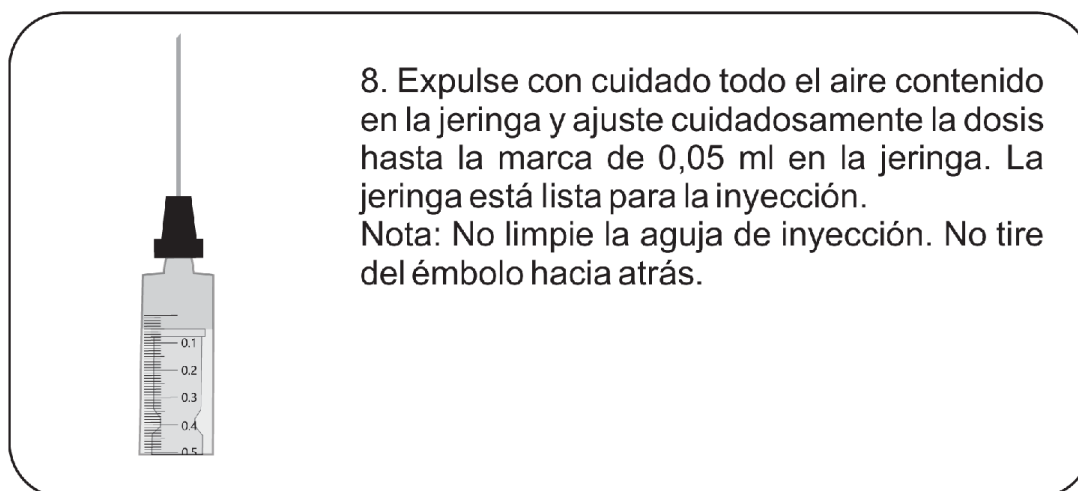 8. Expulse con cuidado todo el aire contenido
en la jeringa y ajuste cuidadosamente la dosis
hasta la marca de 0,05 ml en la jeringa. La
jeringa está lista para la inyección.
Nota: No limpie la aguja de inyección. No tire
del émbolo hacia atrás.
0.1
0.2
0.3
0.4
0.5